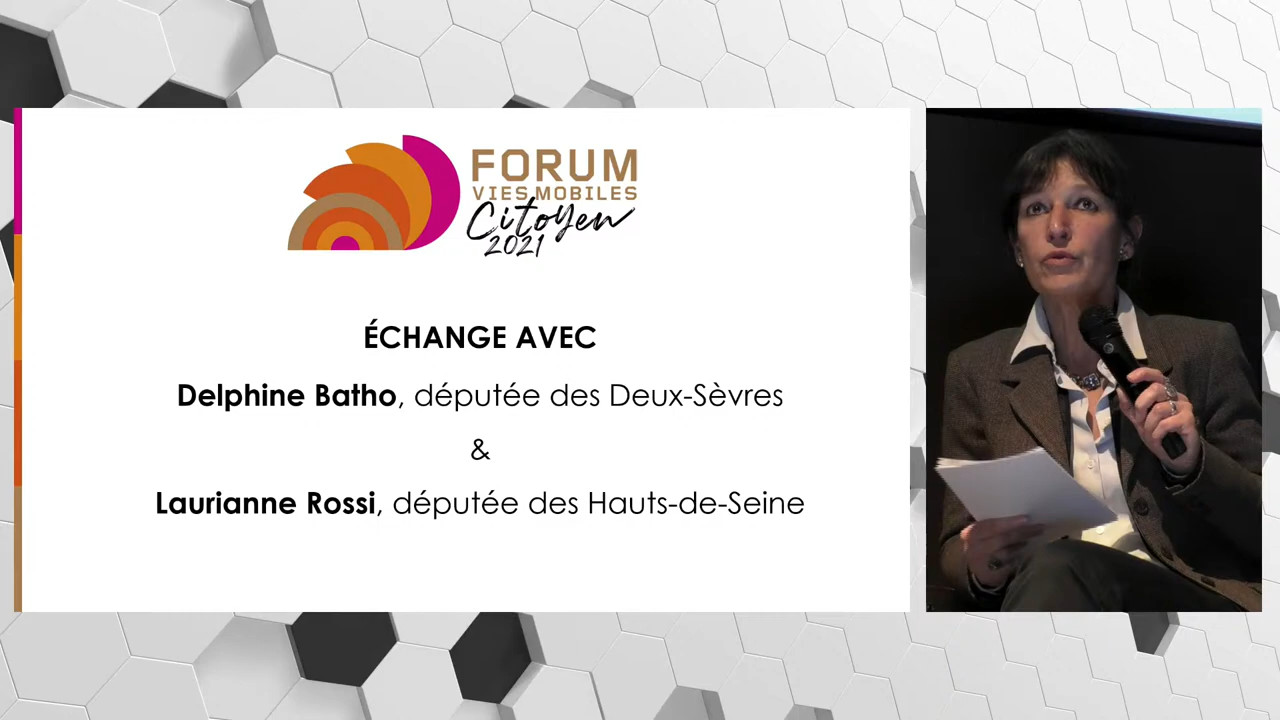 FORUM
VIES MOBILES
Citoyen
2021
ÉCHANGE AVEC
Delphine Batho, députée des Deux-Sèvres
&
Laurianne Rossi, députée des Hauts-de-Seine